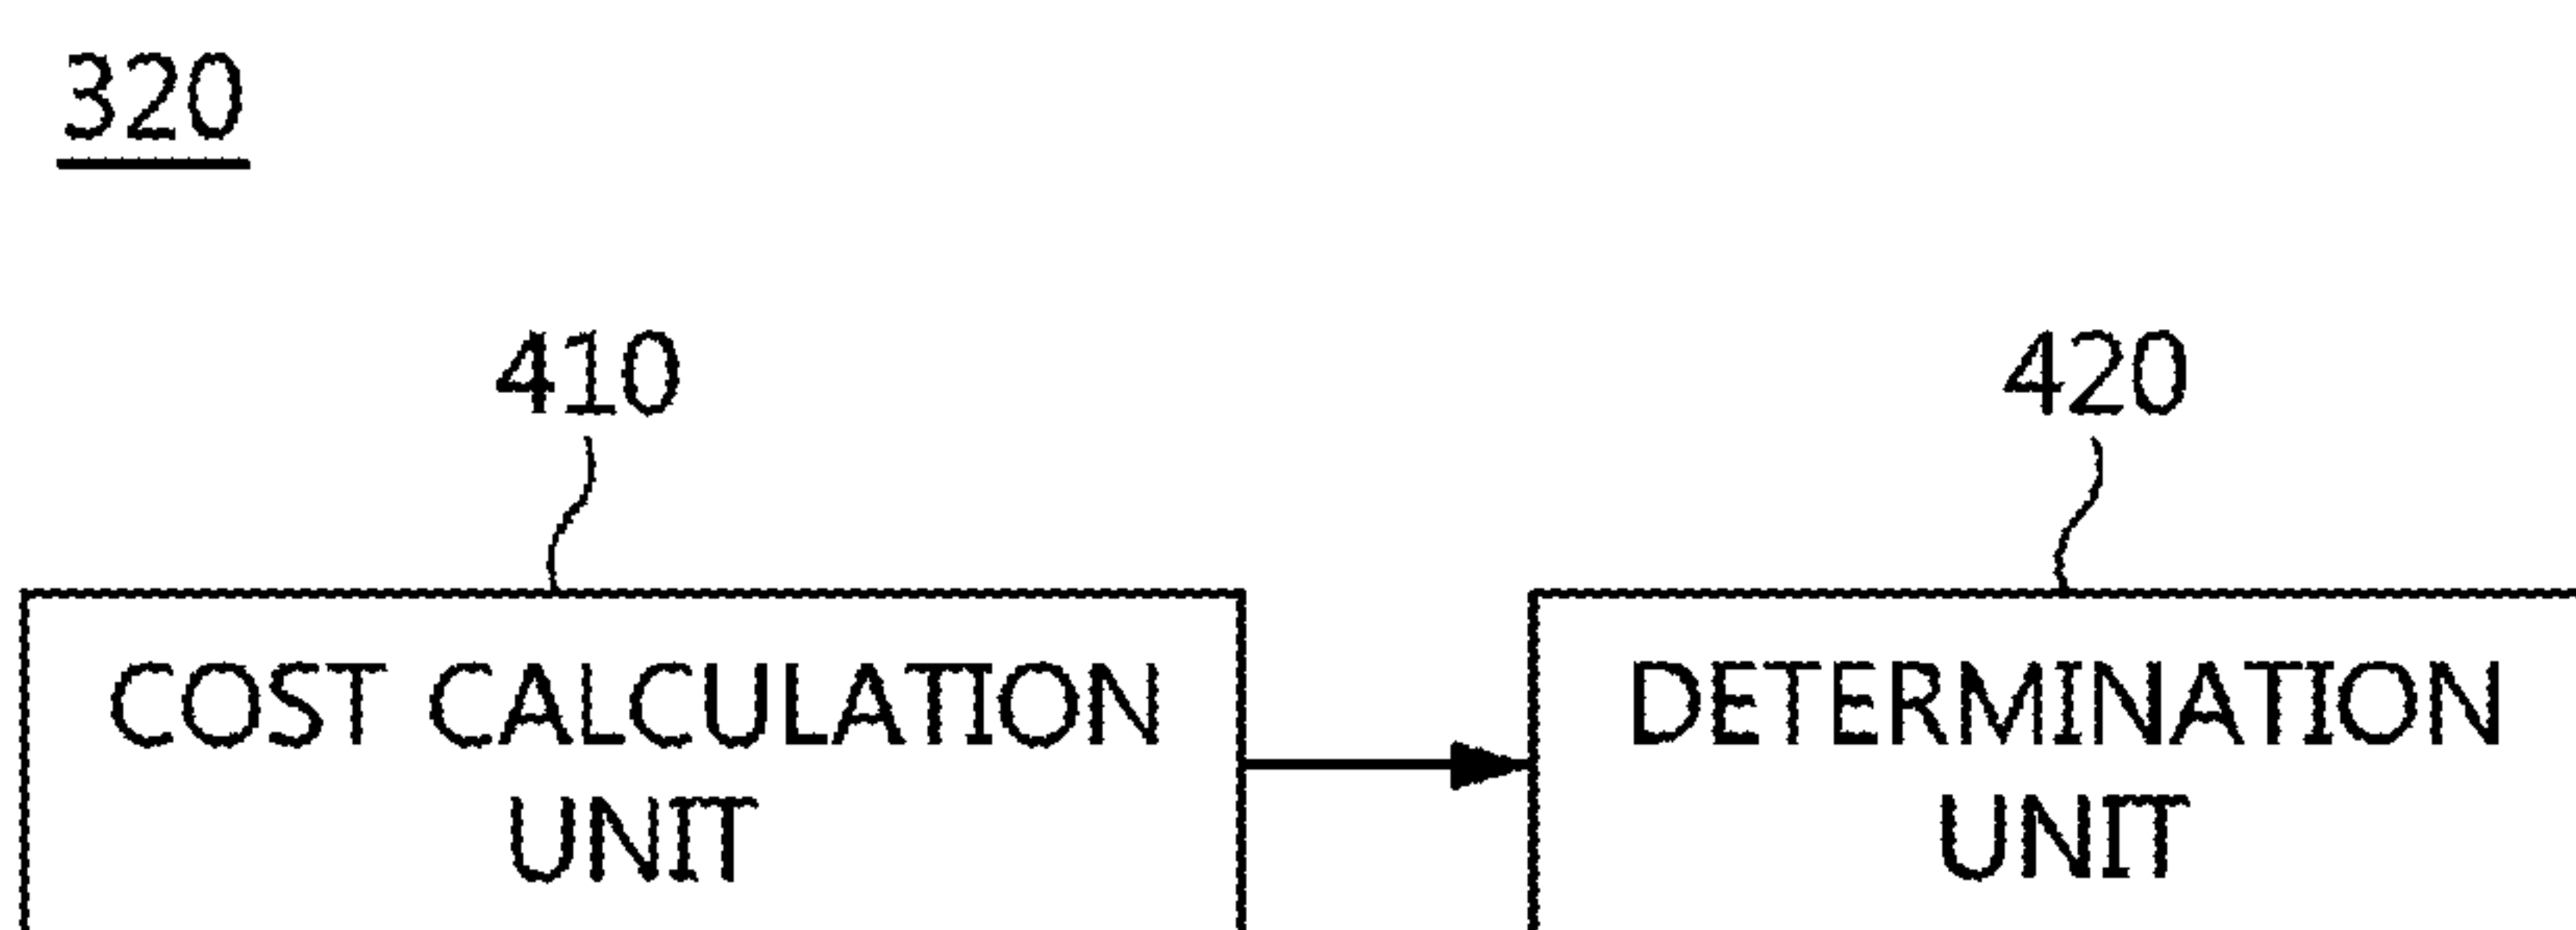 320
410
420
COST CALCULATION
UNIT
DETERMINATION
UNIT